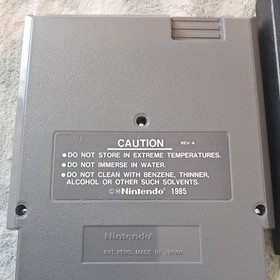 CAUTION REV-A
•DO NOT STORE IN EXTREME TEMPERATURES.
•DO NOT IMMERSE IN WATER.
•DO NOT CLEAN WITH BENZENE, THINNER,
ALCOHOL OR OTHER SUCH SOLVENTS.
©®Nintendo® 1985
Nintendo
PAT. PEND. MADE IN JAPAN